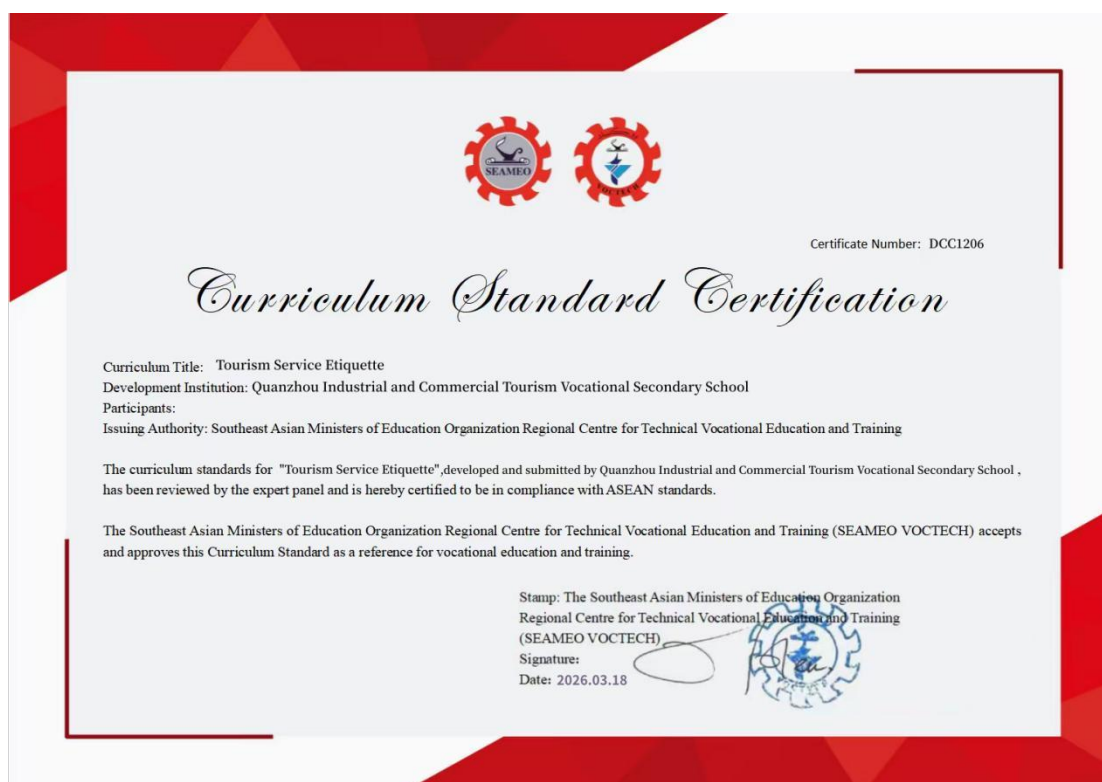 SEAMEO
VOCTECH
Certificate Number: DCC1206
Curriculum Standard Certification
Curriculum Title: Tourism Service Etiquette
Development Institution: Quanzhou Industrial and Commercial Tourism Vocational Secondary School
Participants:
Issuing Authority: Southeast Asian Ministers of Education Organization Regional Centre for Technical Vocational Education and Training
The curriculum standards for "Tourism Service Etiquette",developed and submitted by Quanzhou Industrial and Commercial Tourism Vocational Secondary School ,
has been reviewed by the expert panel and is hereby certified to be in compliance with ASEAN standards.
The Southeast Asian Ministers of Education Organization Regional Centre for Technical Vocational Education and Training (SEAMEO VOCTECH) accepts
and approves this Curriculum Standard as a reference for vocational education and training.
Stamp: The Southeast Asian Ministers of Education Organization
Regional Centre for Technical Vocational Education and Training
(SEAMEO VOCTECH)
Signature:
Date: 2026.03.18